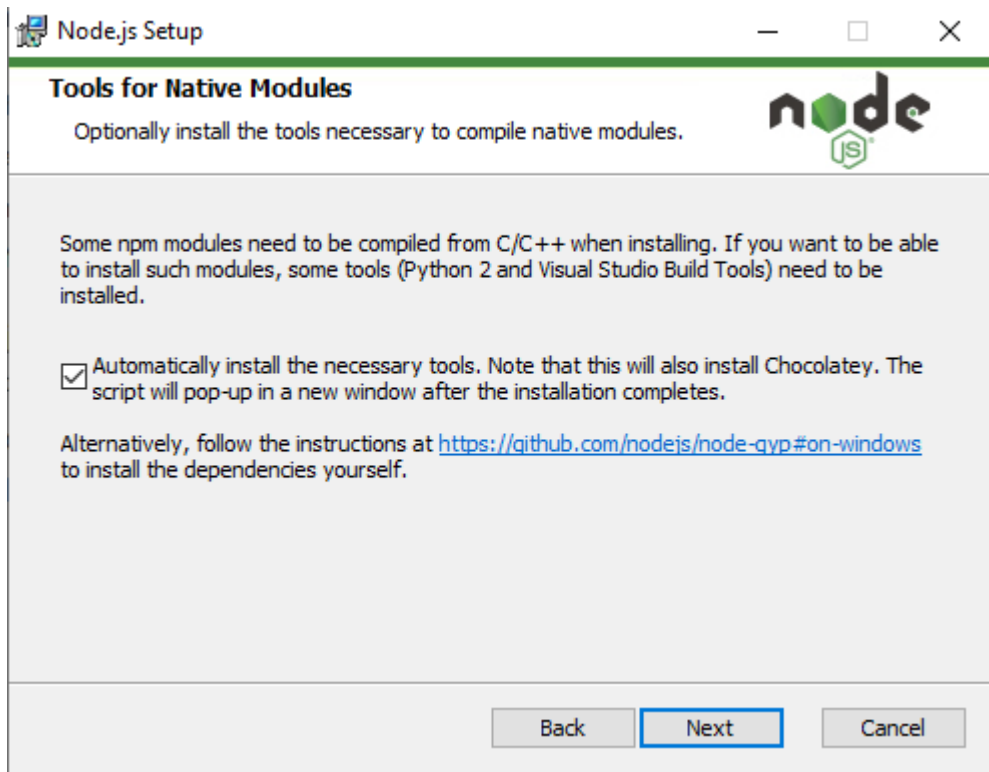 Node.js Setup
Tools for Native Modules
Optionally install the tools necessary to compile native modules.
node
JS
Some npm modules need to be compiled from C/C++ when installing. If you want to be able
to install such modules, some tools (Python 2 and Visual Studio Build Tools) need to be
installed.
Automatically install the necessary tools. Note that this will also install Chocolatey. The
script will pop-up in a new window after the installation completes.
Alternatively, follow the instructions at https://github.com/nodejs/node-gyp#on-windows
to install the dependencies yourself.
Back Next Cancel